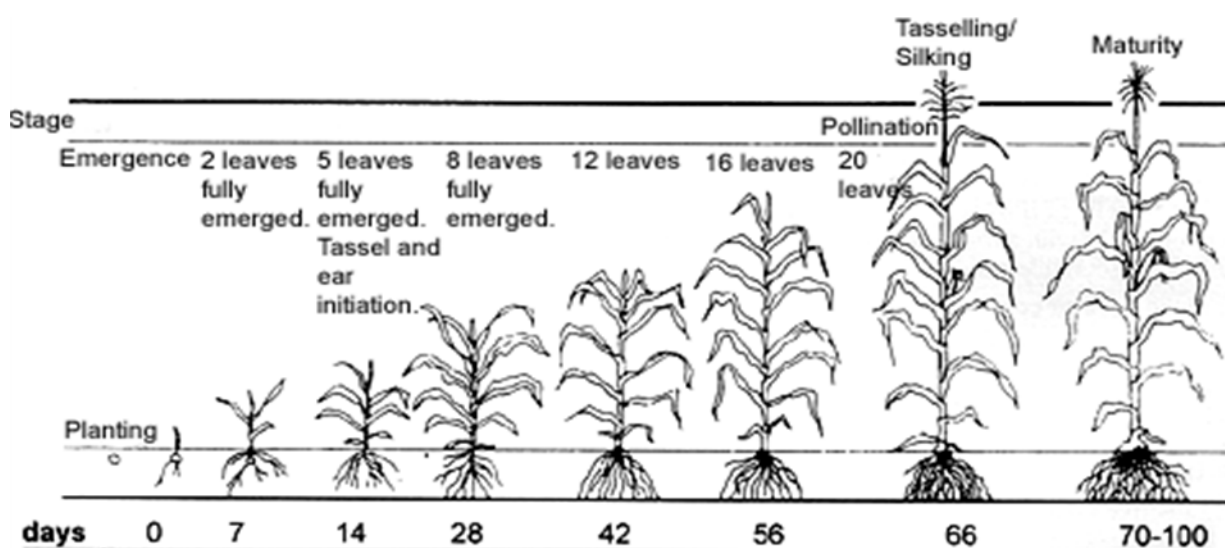 Tasselling/
Silking
Maturity
Stage
Pollination
Emergence
2 leaves
fully
emerged.
5 leaves
fully
emerged.
Tassel and
ear
initiation.
8 leaves
fully
emerged.
12 leaves
16 leaves
20
leaves
Planting
days 0 7 14 28 42 56 66 70-100